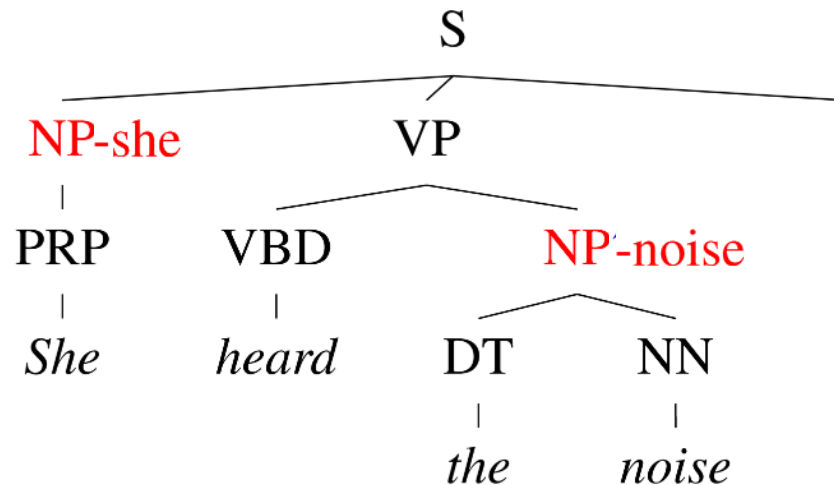 S
NP-she VP
PRP VBD NP-noise
She heard DT NN
the noise